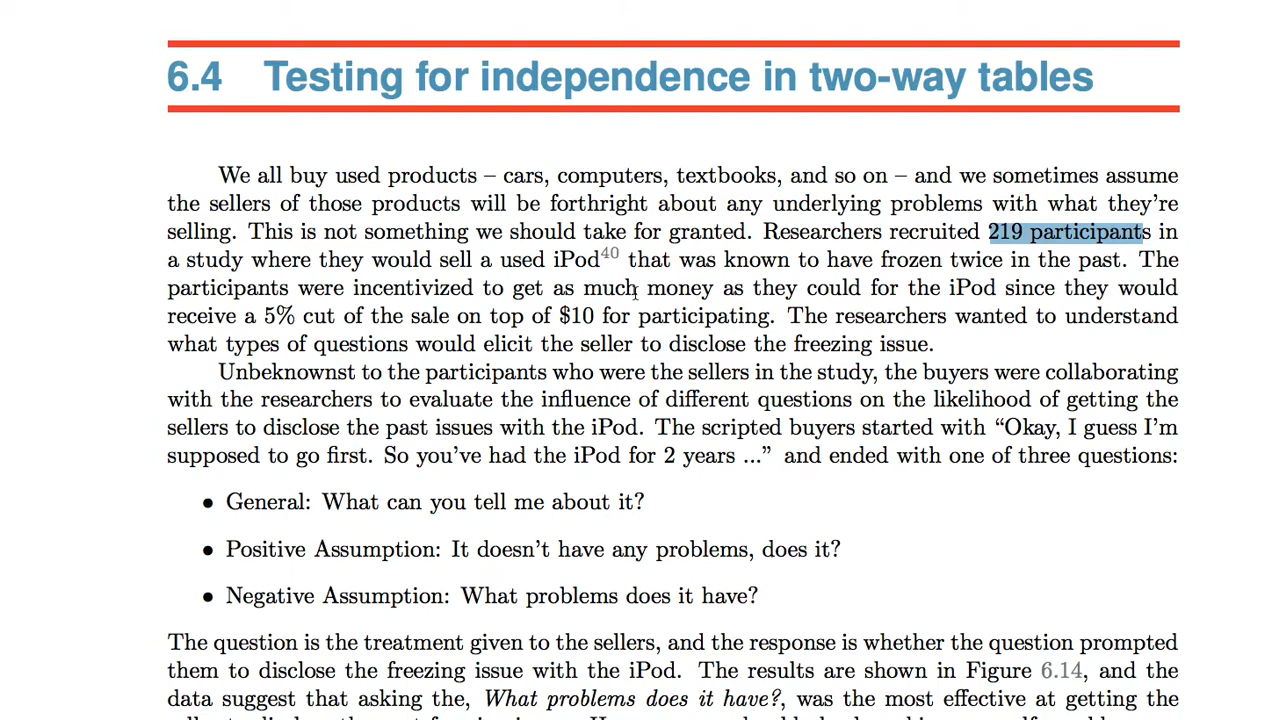 6.4 Testing for independence in two-way tables
We all buy used products – cars, computers, textbooks, and so on – and we sometimes assume
the sellers of those products will be forthright about any underlying problems with what they're
selling. This is not something we should take for granted. Researchers recruited 219 participants in
a study where they would sell a used iPod40 that was known to have frozen twice in the past. The
participants were incentivized to get as much money as they could for the iPod since they would
receive a 5% cut of the sale on top of $10 for participating. The researchers wanted to understand
what types of questions would elicit the seller to disclose the freezing issue.
Unbeknownst to the participants who were the sellers in the study, the buyers were collaborating
with the researchers to evaluate the influence of different questions on the likelihood of getting the
sellers to disclose the past issues with the iPod. The scripted buyers started with “Okay, I guess I'm
supposed to go first. So you've had the iPod for 2 years ...” and ended with one of three questions:
• General: What can you tell me about it?
• Positive Assumption: It doesn't have any problems, does it?
• Negative Assumption: What problems does it have?
The question is the treatment given to the sellers, and the response is whether the question prompted
them to disclose the freezing issue with the iPod. The results are shown in Figure 6.14, and the
data suggest that asking the, What problems does it have?, was the most effective at getting the